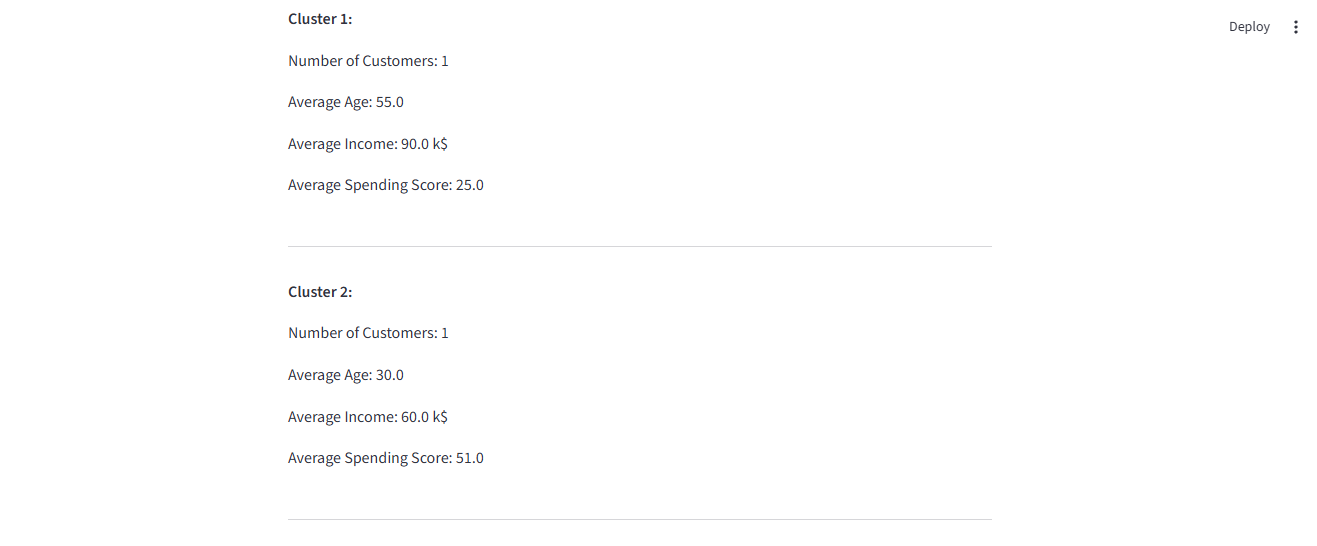 Cluster 1:
Deploy
Number of Customers: 1
Average Age: 55.0
Average Income: 90.0 k$
Average Spending Score: 25.0
Cluster 2:
Number of Customers: 1
Average Age: 30.0
Average Income: 60.0 k$
Average Spending Score: 51.0